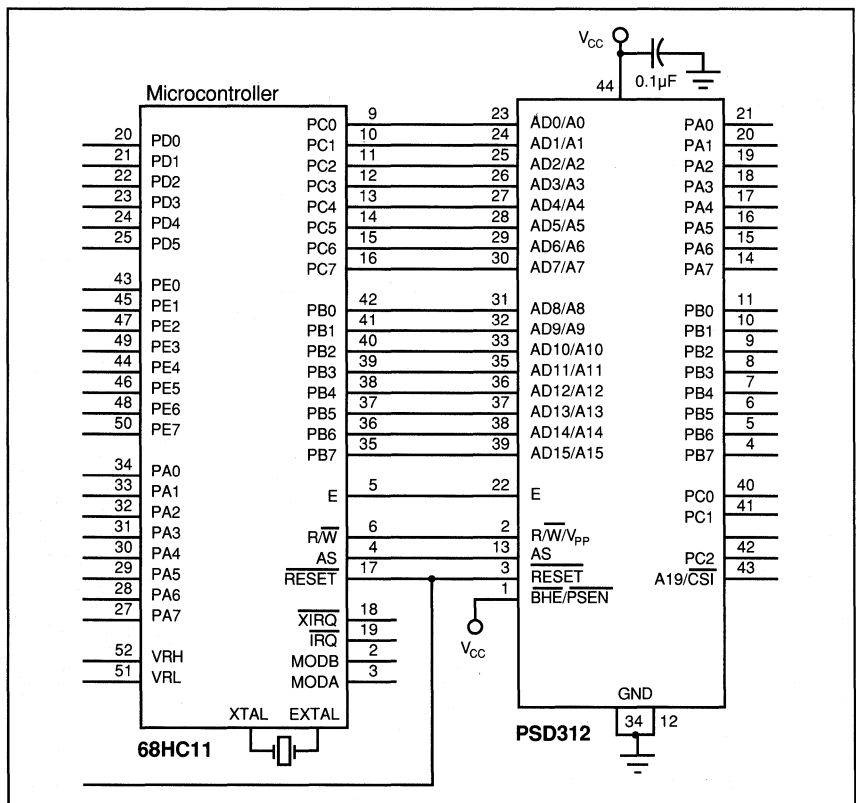 V_CC
0.1µF
44
Microcontroller
9 23
PC0 AD0/A0 PA0 21
20 PD0 PC1 10 24 AD1/A1 PA1 20
21 PD1 PC2 11 25 AD2/A2 PA2 19
22 PD2 PC3 12 26 AD3/A3 PA3 18
23 PD3 PC4 13 27 AD4/A4 PA4 17
24 PD4 PC5 14 28 AD5/A5 PA5 16
25 PD5 PC6 15 29 AD6/A6 PA6 15
PC7 16 30 AD7/A7 PA7 14
43 PE0
45 PE1 PB0 42 31 AD8/A8 PB0 11
47 PE2 PB1 41 32 AD9/A9 PB1 10
49 PE3 PB2 40 33 AD10/A10 PB2 9
44 PE4 PB3 39 35 AD11/A11 PB3 8
46 PE5 PB4 38 36 AD12/A12 PB4 7
48 PE6 PB5 37 37 AD13/A13 PB5 6
50 PE7 PB6 36 38 AD14/A14 PB6 5
PB7 35 39 AD15/A15 PB7 4
34 PA0
33 PA1 E 5 22 E PC0 40
32 PA2 PC1 41
31 PA3 R/W̅ 6 2 R/W̅/V_PP
30 PA4 AS 4 13 AS PC2 42
29 PA5 R̅E̅S̅E̅T̅ 17 3 R̅E̅S̅E̅T̅ A19/C̅S̅I̅ 43
28 PA6 1 B̅H̅E̅/P̅S̅E̅N̅
27 PA7 X̅I̅R̅Q̅ 18
I̅R̅Q̅ 19
V_CC
52 VRH MODB 2
51 VRL MODA 3
GND
XTAL EXTAL 34 12
68HC11 PSD312